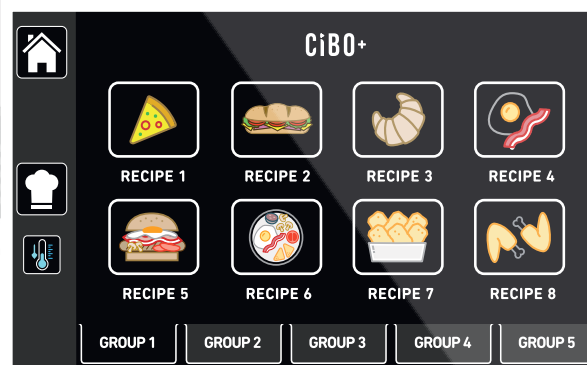 CiBO+
RECIPE 1 RECIPE 2 RECIPE 3 RECIPE 4
RECIPE 5 RECIPE 6 RECIPE 7 RECIPE 8
GROUP 1 GROUP 2 GROUP 3 GROUP 4 GROUP 5